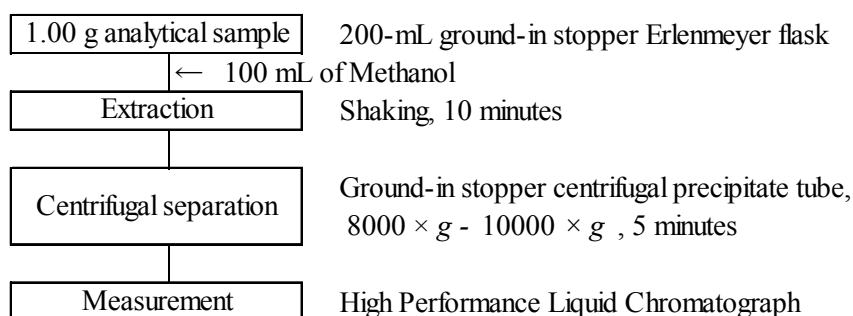 1.00 g analytical sample 200-mL ground-in stopper Erlenmeyer flask
← 100 mL of Methanol
Extraction Shaking, 10 minutes
Centrifugal separation Ground-in stopper centrifugal precipitate tube,
8000 × g - 10000 × g , 5 minutes
Measurement High Performance Liquid Chromatograph